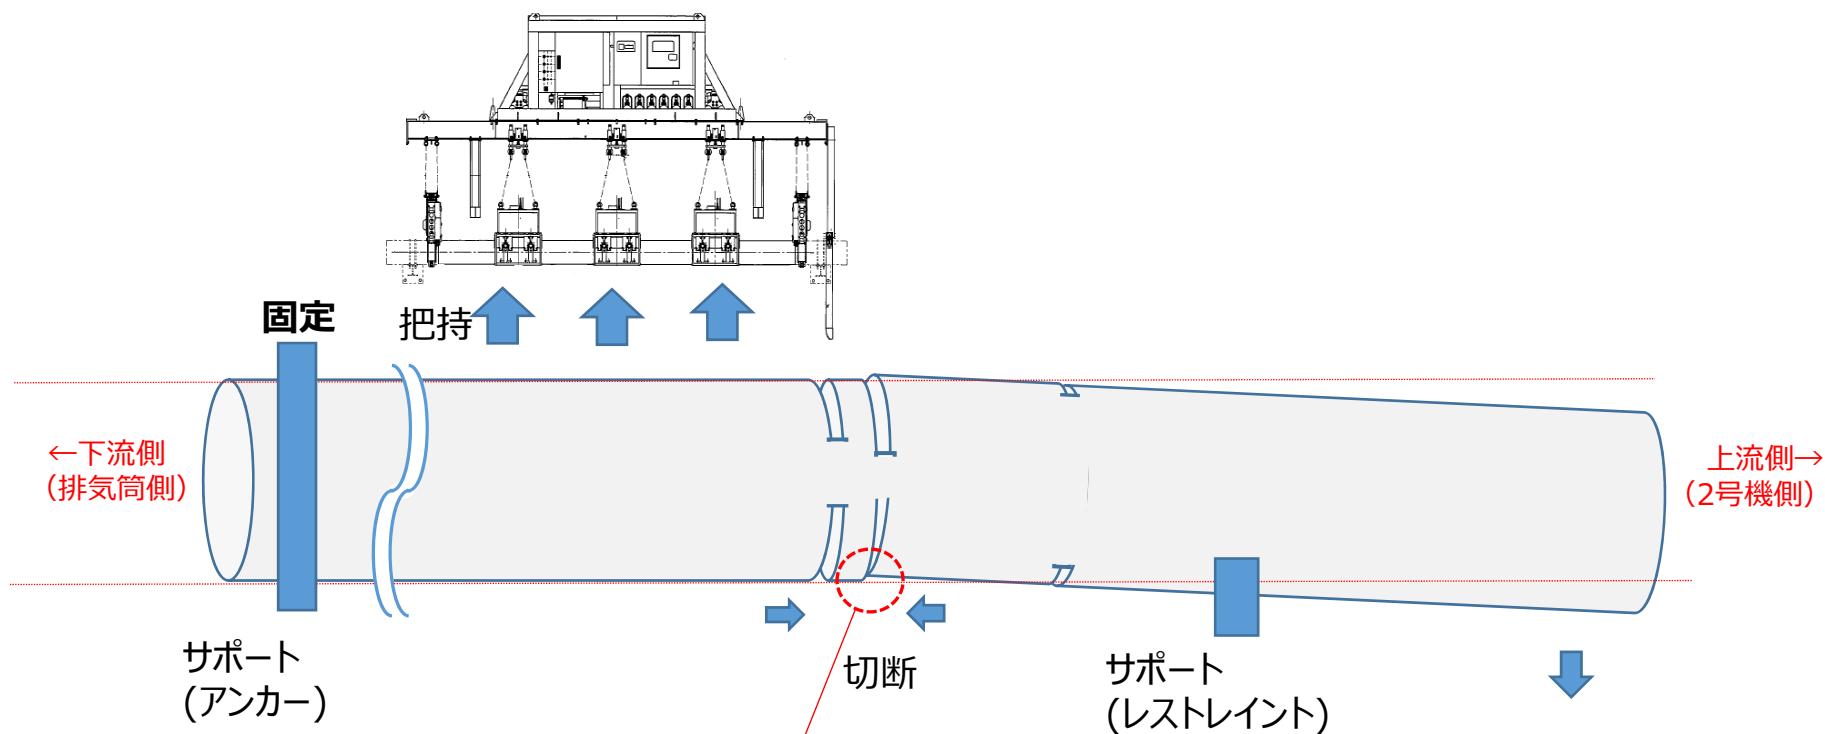 固定
把持
←下流側
（排気筒側）
上流側→
（2号機側）
サポート
(アンカー)
切断
サポート
(レストレイント)